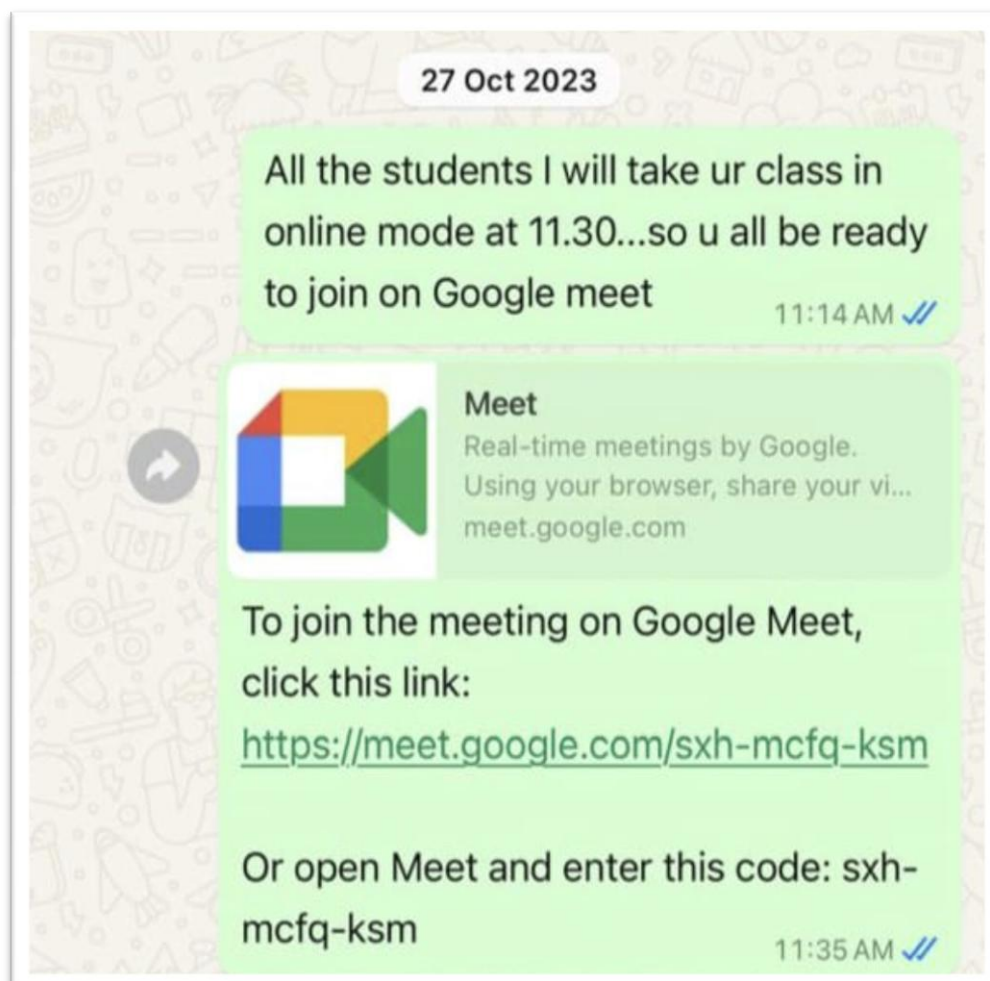 27 Oct 2023
All the students I will take ur class in
online mode at 11.30...so u all be ready
to join on Google meet
11:14 AM
Meet
Real-time meetings by Google.
Using your browser, share your vi...
meet.google.com
To join the meeting on Google Meet,
click this link:
https://meet.google.com/sxh-mcfq-ksm
Or open Meet and enter this code: sxh-
mcfq-ksm
11:35 AM